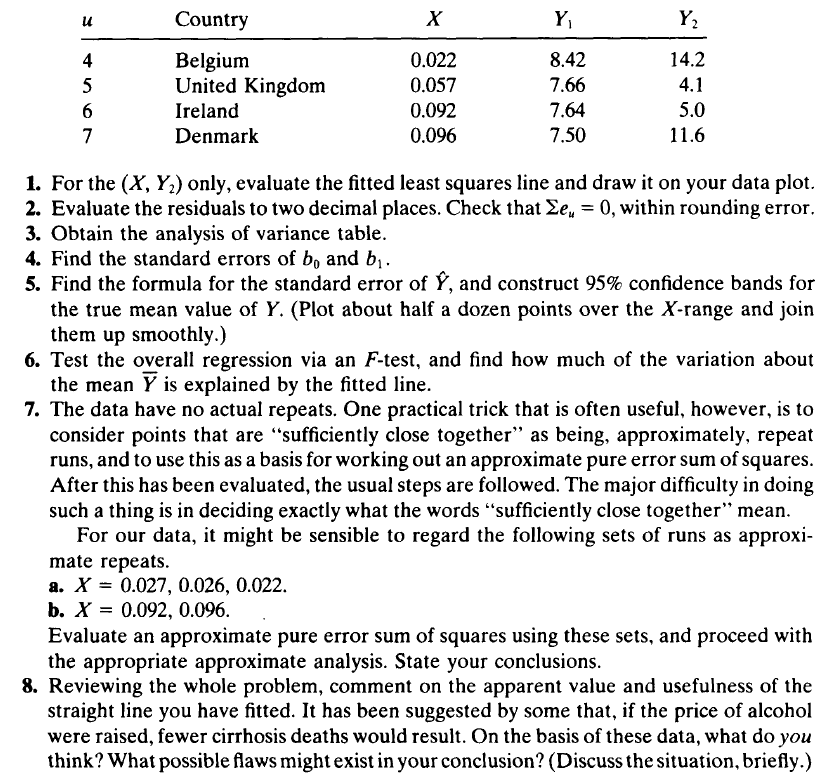 u Country X Y₁ Y₂
4 Belgium 0.022 8.42 14.2
5 United Kingdom 0.057 7.66 4.1
6 Ireland 0.092 7.64 5.0
7 Denmark 0.096 7.50 11.6
1. For the (X, Y₂) only, evaluate the fitted least squares line and draw it on your data plot.
2. Evaluate the residuals to two decimal places. Check that Σeᵤ = 0, within rounding error.
3. Obtain the analysis of variance table.
4. Find the standard errors of b₀ and b₁.
5. Find the formula for the standard error of Ŷ, and construct 95% confidence bands for
the true mean value of Y. (Plot about half a dozen points over the X-range and join
them up smoothly.)
6. Test the overall regression via an F-test, and find how much of the variation about
the mean Y̅ is explained by the fitted line.
7. The data have no actual repeats. One practical trick that is often useful, however, is to
consider points that are “sufficiently close together” as being, approximately, repeat
runs, and to use this as a basis for working out an approximate pure error sum of squares.
After this has been evaluated, the usual steps are followed. The major difficulty in doing
such a thing is in deciding exactly what the words “sufficiently close together” mean.
For our data, it might be sensible to regard the following sets of runs as approxi-
mate repeats.
a. X = 0.027, 0.026, 0.022.
b. X = 0.092, 0.096.
Evaluate an approximate pure error sum of squares using these sets, and proceed with
the appropriate approximate analysis. State your conclusions.
8. Reviewing the whole problem, comment on the apparent value and usefulness of the
straight line you have fitted. It has been suggested by some that, if the price of alcohol
were raised, fewer cirrhosis deaths would result. On the basis of these data, what do you
think? What possible flaws might exist in your conclusion? (Discuss the situation, briefly.)